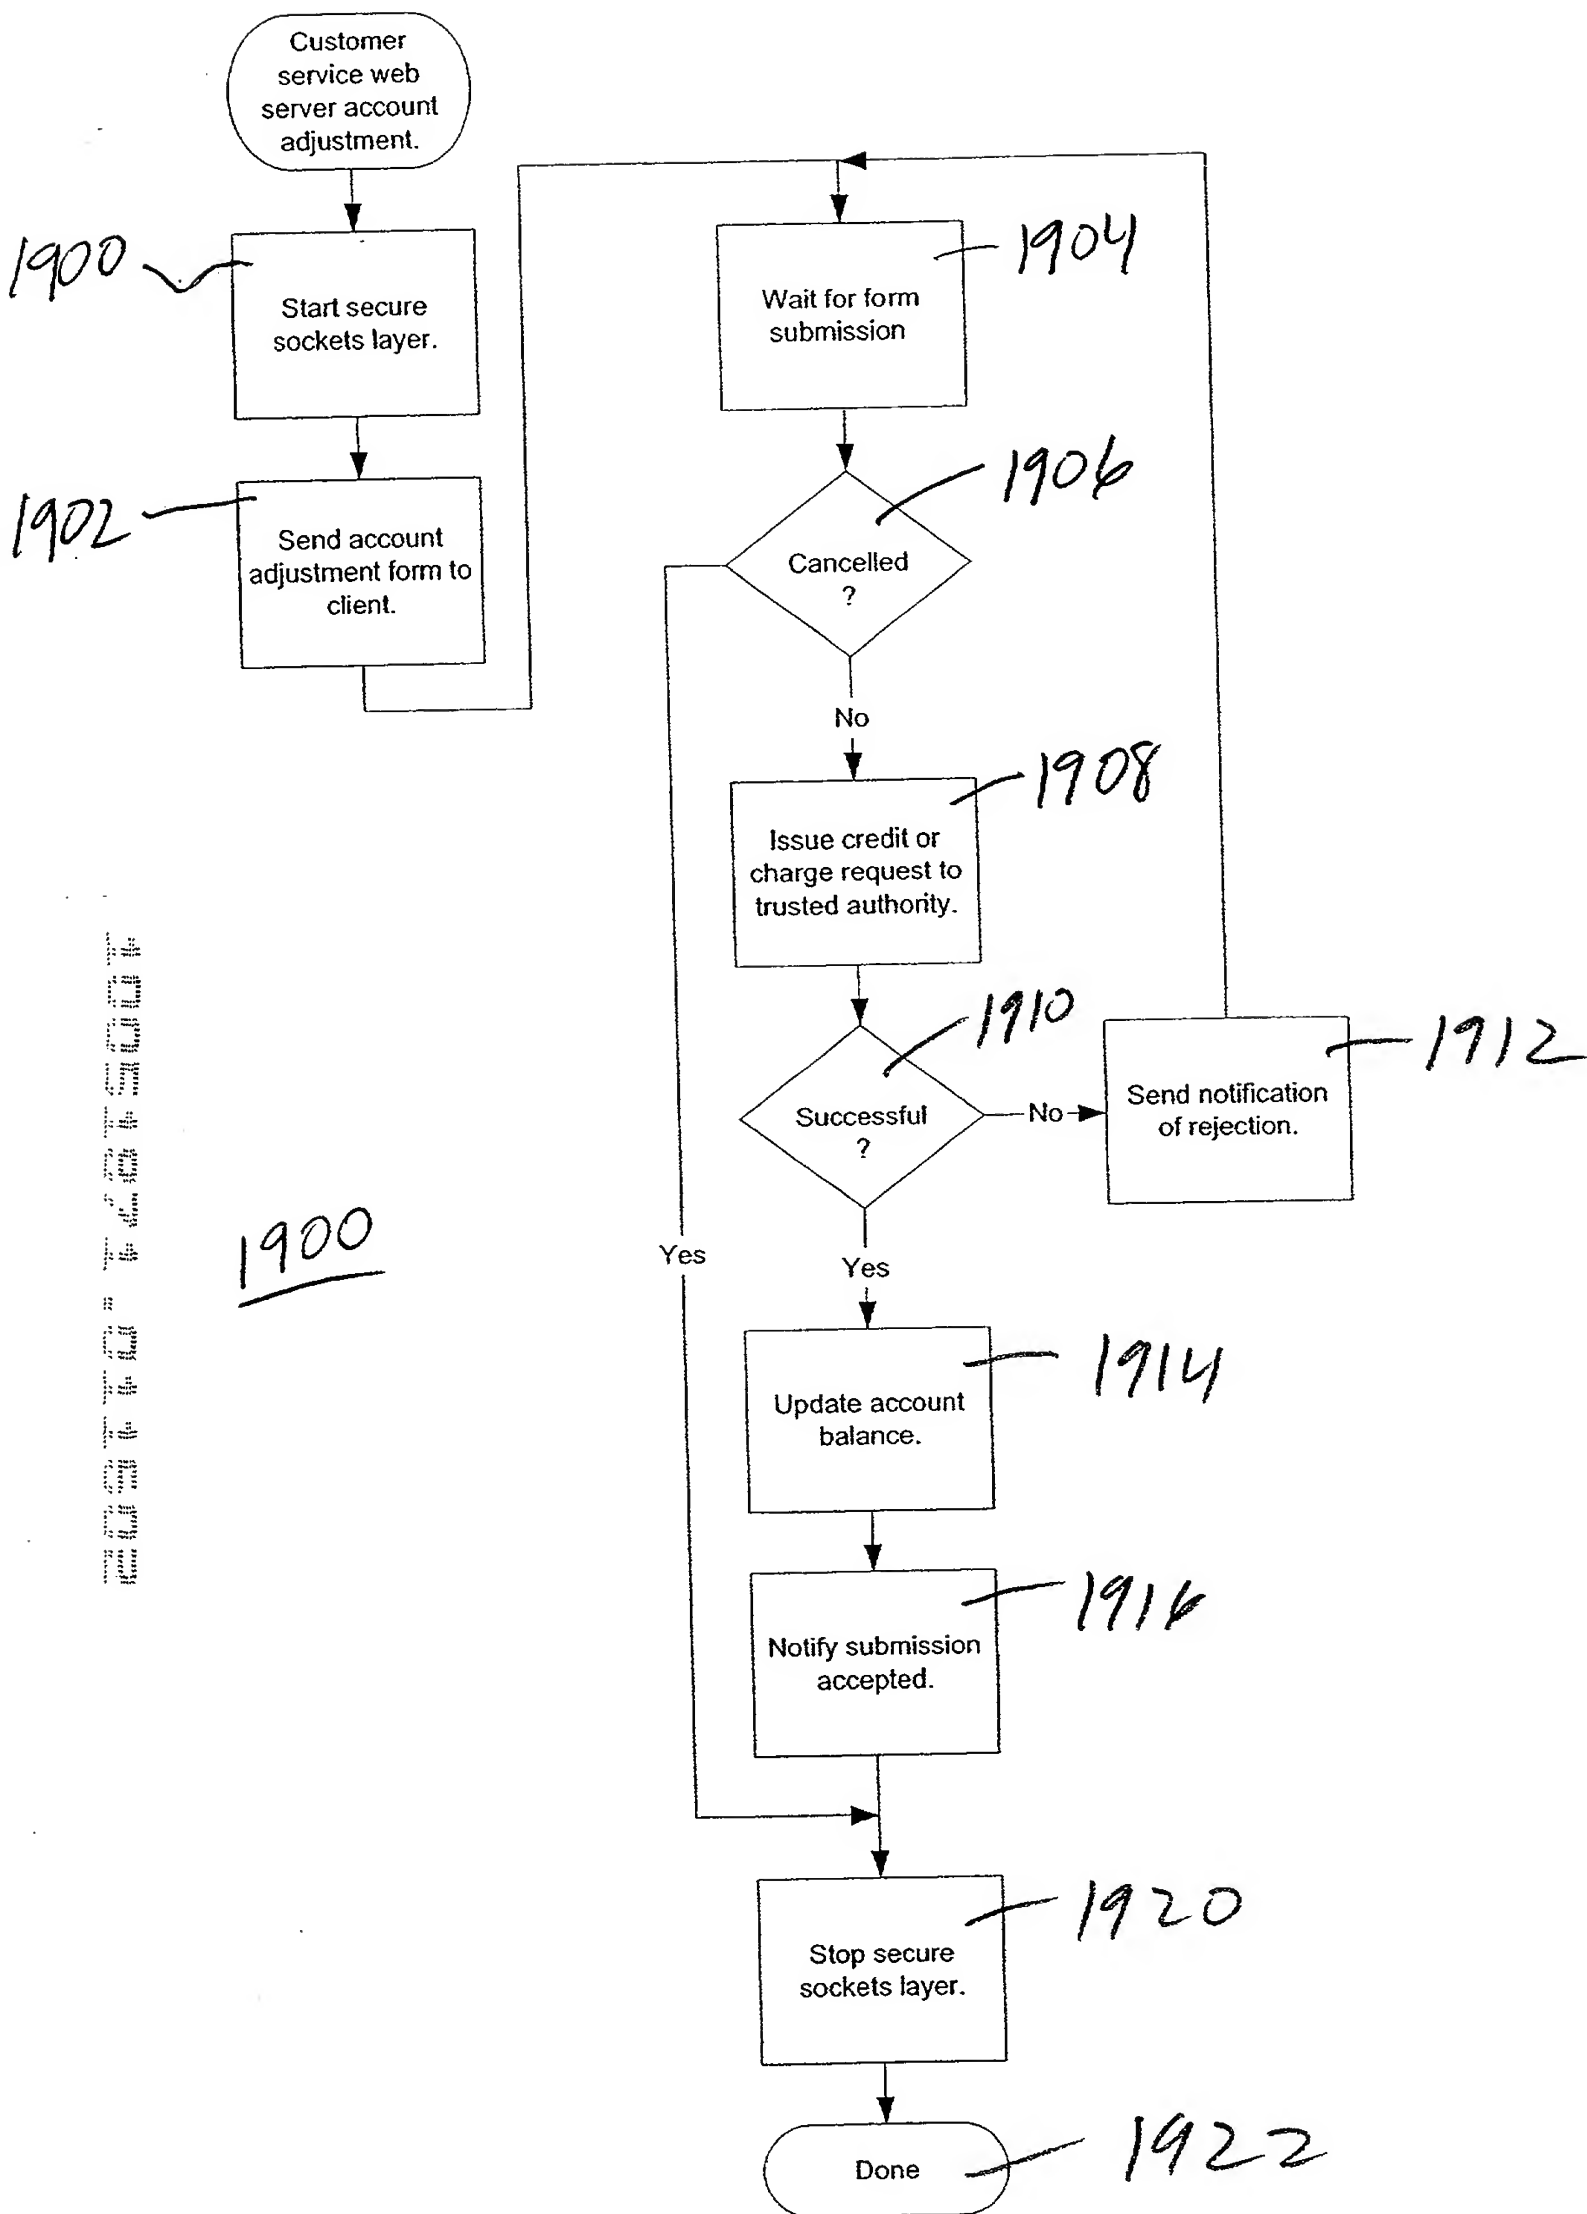 Customer
service web
server account
adjustment.
1900
Start secure
sockets layer.
1902
Send account
adjustment form to
client.
1904
Wait for form
submission
1906
Cancelled
?
No
1908
Issue credit or
charge request to
trusted authority.
1910
Successful
?
No
1912
Send notification
of rejection.
Yes
Yes
1900
1914
Update account
balance.
1916
Notify submission
accepted.
1920
Stop secure
sockets layer.
1922
Done